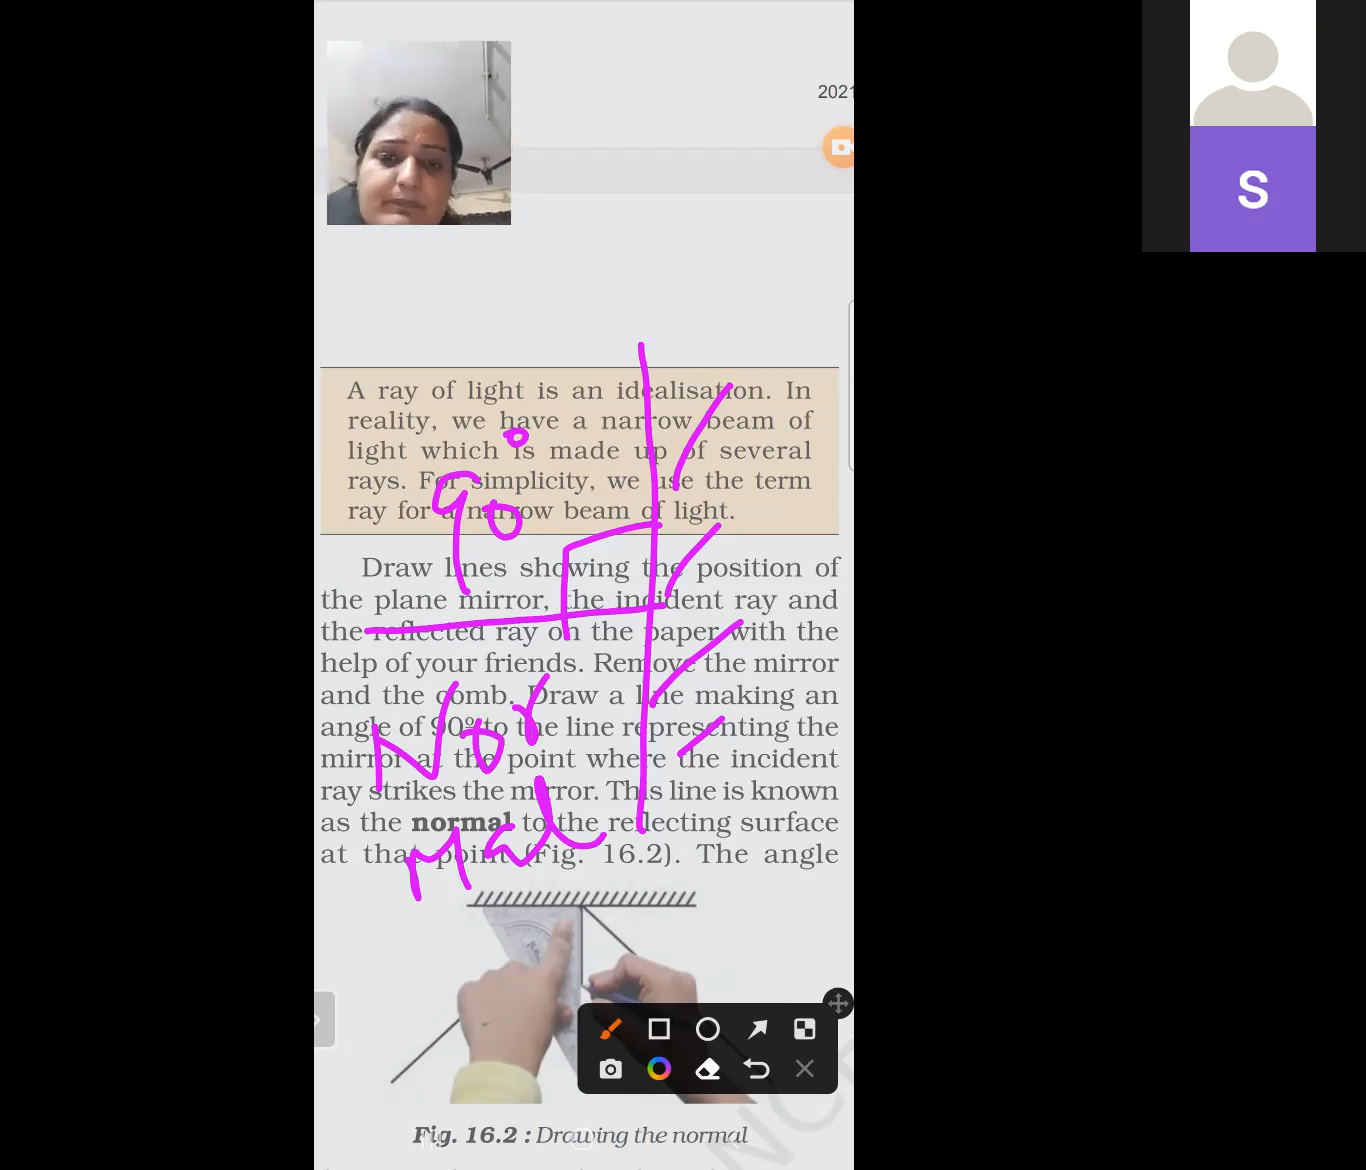 2021
S
A ray of light is an idealisation. In
reality, we have a narrow beam of
light which is made up of several
rays. For simplicity, we use the term
ray for a narrow beam of light.
90°
Draw lines showing the position of
the plane mirror, the incident ray and
the reflected ray on the paper with the
help of your friends. Remove the mirror
and the comb. Draw a line making an
angle of 90º to the line representing the
mirror at the point where the incident
ray strikes the mirror. This line is known
as the normal to the reflecting surface
at that point (Fig. 16.2). The angle
Nor
Mal
Fig. 16.2 : Drawing the normal